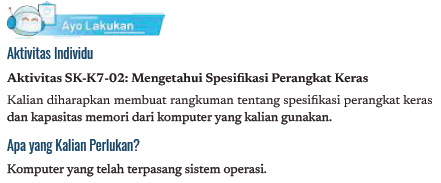 Ayo Lakukan
Aktivitas Individu
Aktivitas SK-K7-02: Mengetahui Spesifikasi Perangkat Keras
Kalian diharapkan membuat rangkuman tentang spesifikasi perangkat keras
dan kapasitas memori dari komputer yang kalian gunakan.
Apa yang Kalian Perlukan?
Komputer yang telah terpasang sistem operasi.